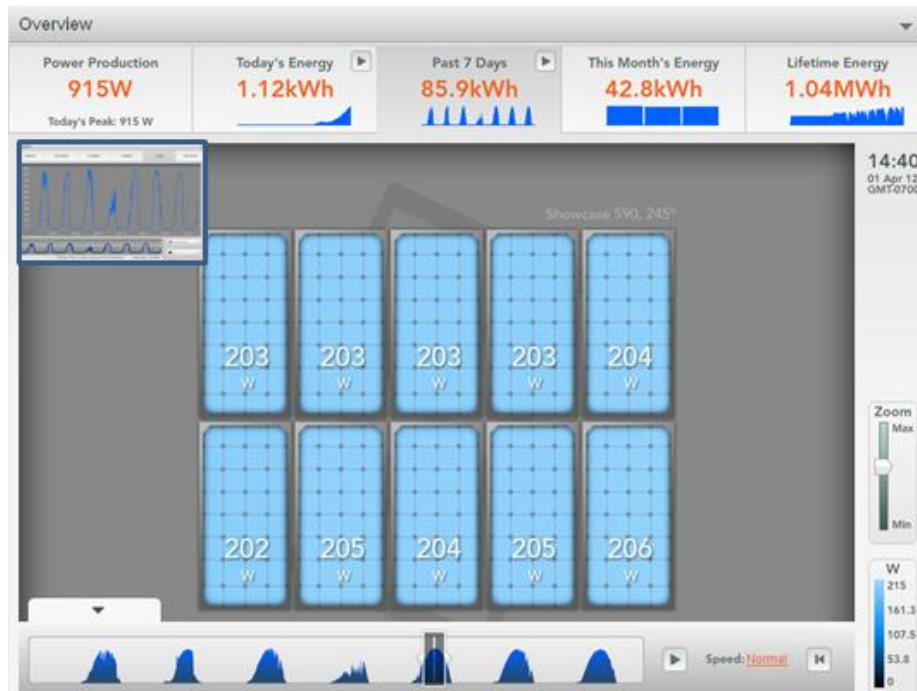 Overview
Power Production
915W
Today's Peak: 915 W
Today's Energy
1.12kWh
Past 7 Days
85.9kWh
This Month's Energy
42.8kWh
Lifetime Energy
1.04MWh
14:40
01 Apr 12
GMT-0700
Showcase 590, 245°
203 203 203 203 204
W W W W W
202 205 204 205 206
W W W W W
Zoom
Max
Min
W
215
161.3
107.5
53.8
0
Speed: Normal